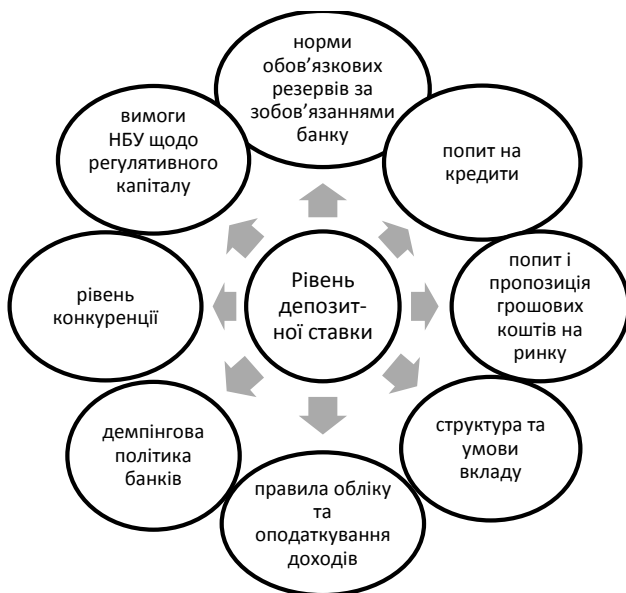 норми
обов’язкових
резервів за
зобов’язаннями
банку
попит на
кредити
попит і
пропозиція
грошових
коштів на
ринку
структура та
умови
вкладу
правила обліку
та
оподаткування
доходів
демпінгова
політика
банків
рівень
конкуренції
вимоги
НБУ щодо
регулятивного
капіталу
Рівень
депозит-
ної ставки